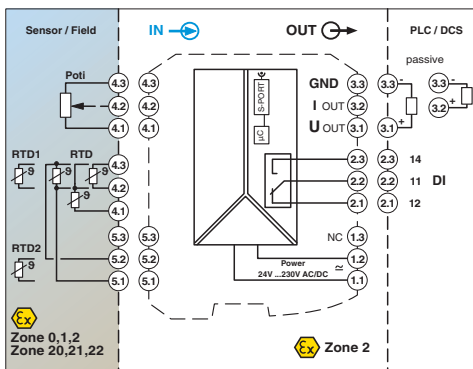 Sensor / Field IN OUT PLC / DCS
passive
Poti
4.3 4.3 GND 3.3 3.3 - 3.3 -
4.2 4.2 I OUT 3.2 3.2 +
4.1 4.1 U OUT 3.1 3.1 +
S-PORT
µC
RTD1 RTD
ϑ ϑ ϑ ϑ
4.3 2.3 2.3 14
4.2 2.2 2.2 11 DI
4.1 2.1 2.1 12
RTD2
ϑ
5.3 5.3 NC 1.3
5.2 5.2 Power 1.2
5.1 5.1 24V ...230V AC/DC ≃ 1.1
εx
Zone 0,1,2
Zone 20,21,22
εx Zone 2